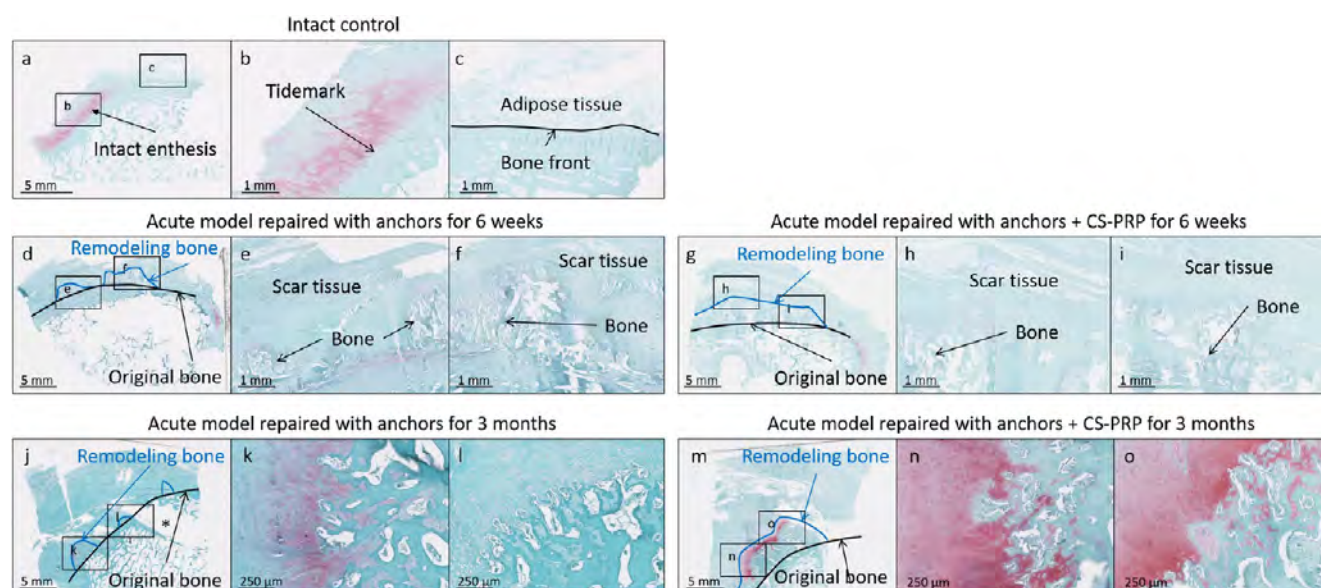 Intact control
a
b
c
Intact enthesis
5 mm
b
Tidemark
1 mm
c
Adipose tissue
Bone front
1 mm
Acute model repaired with anchors for 6 weeks
d
Remodeling bone
f
e
5 mm
Original bone
e
Scar tissue
Bone
1 mm
f
Scar tissue
Bone
1 mm
Acute model repaired with anchors + CS-PRP for 6 weeks
g
Remodeling bone
h
i
5 mm
Original bone
h
Scar tissue
Bone
1 mm
i
Scar tissue
Bone
1 mm
Acute model repaired with anchors for 3 months
j
Remodeling bone
l
*
k
5 mm
Original bone
k
250 µm
l
250 µm
Acute model repaired with anchors + CS-PRP for 3 months
m
Remodeling bone
o
n
5 mm
Original bone
n
250 µm
o
250 µm